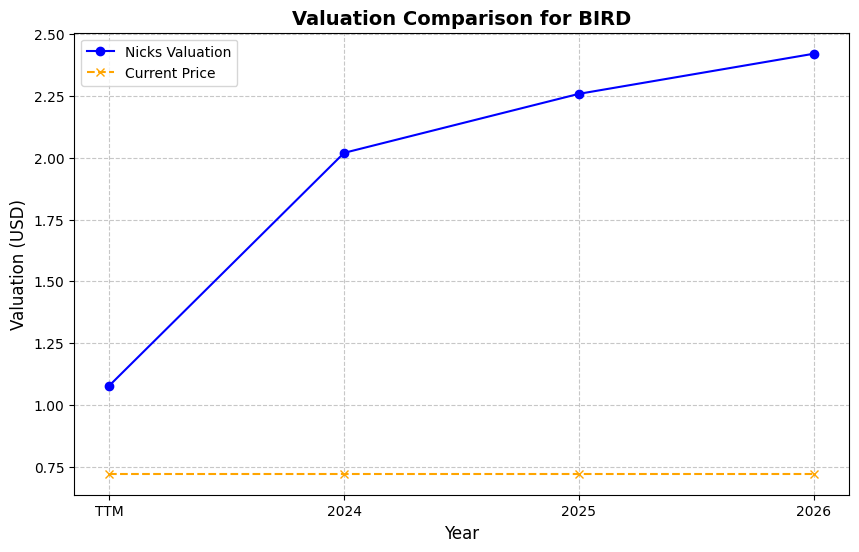 Valuation Comparison for BIRD
Nicks Valuation
Current Price
Valuation (USD)
2.50
2.25
2.00
1.75
1.50
1.25
1.00
0.75
TTM 2024 2025 2026
Year